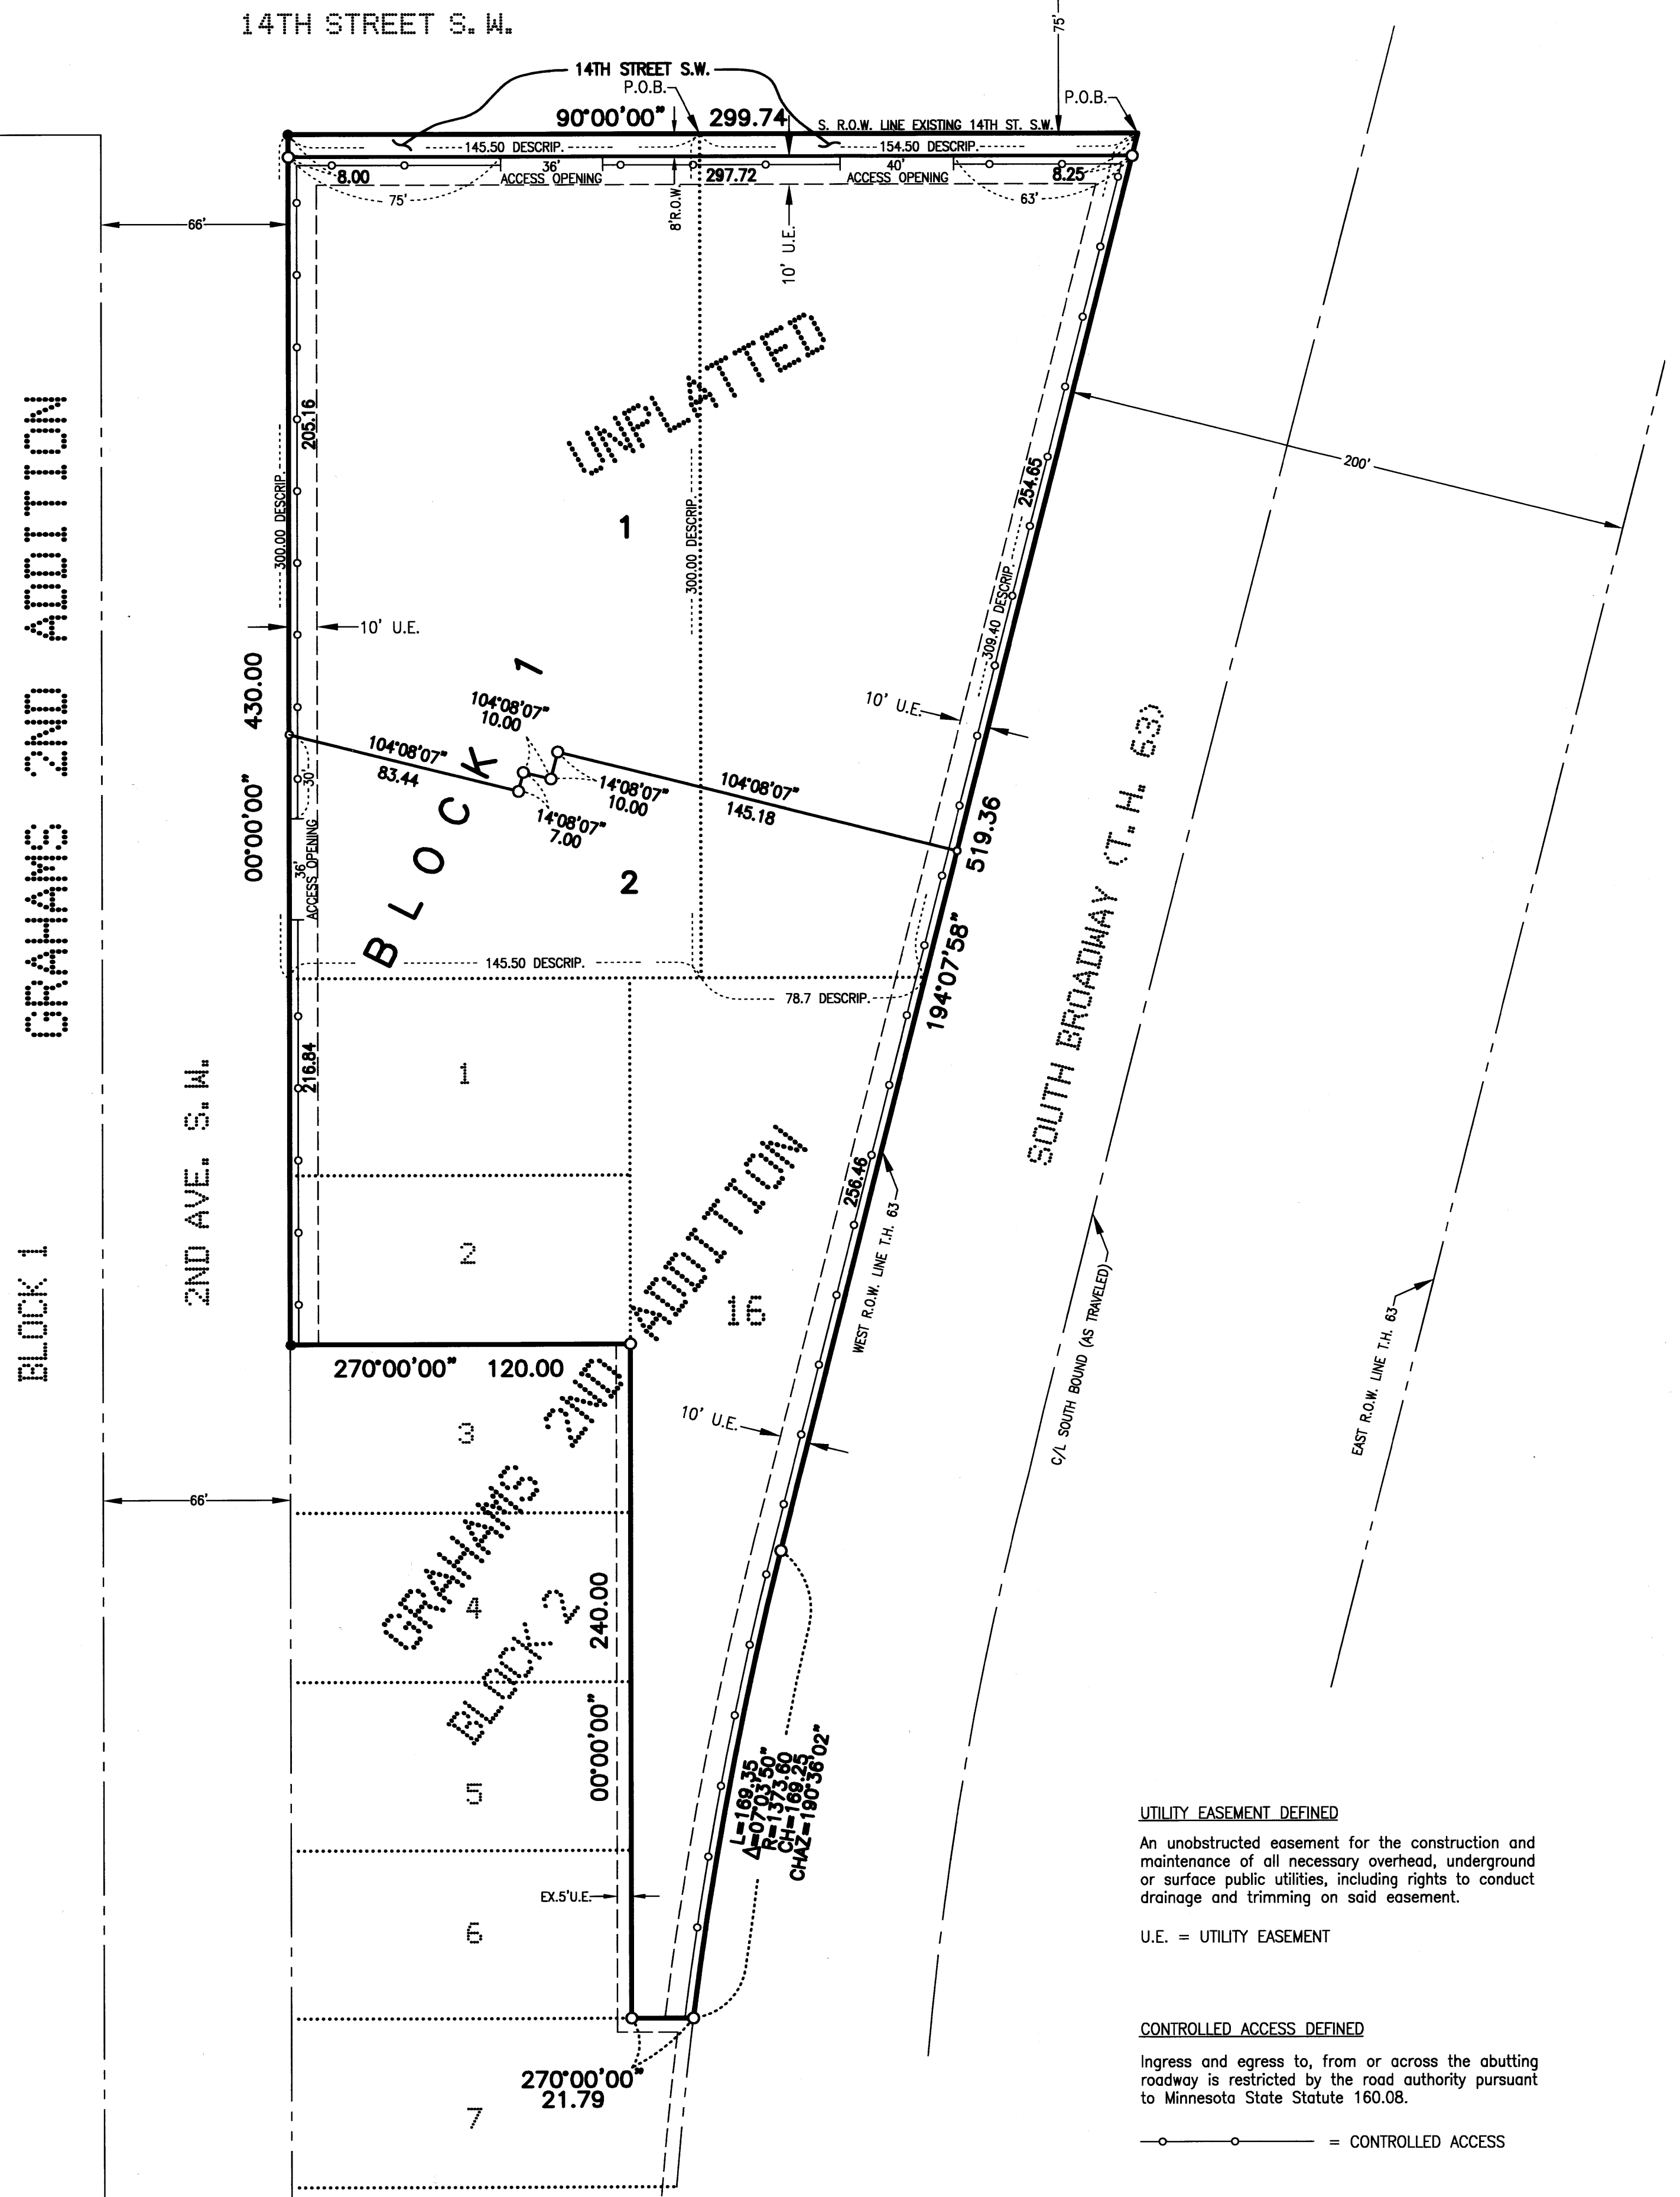 14TH STREET S. W.
75'
14TH STREET S.W.
P.O.B.
P.O.B.
90°00'00" 299.74
S. R.O.W. LINE EXISTING 14TH ST. S.W.
145.50 DESCRIP.
154.50 DESCRIP.
36'
40'
8.00
ACCESS OPENING
297.72
ACCESS OPENING
8.25
75'
63'
8'R.O.W.
10' U.E.
66'
UNPLATTED
200'
205.16
300.00 DESCRIP.
300.00 DESCRIP.
254.65
309.40 DESCRIP.
1
10' U.E.
GRAHAMS 2ND ADDITION
00°00'00" 430.00
10' U.E.
104°08'07"
10.00
104°08'07"
83.44
14°08'07"
10.00
14°08'07"
7.00
104°08'07"
145.18
30'
36'
ACCESS OPENING
BLOCK 1
2
194°07'58" 519.36
SOUTH BROADWAY (T. H. 63)
145.50 DESCRIP.
78.7 DESCRIP.
216.84
1
2ND AVE. S. W.
256.46
WEST R.O.W. LINE T.H. 63
BLOCK 1
2
16
C/L SOUTH BOUND (AS TRAVELED)
EAST R.O.W. LINE T.H. 63
270°00'00" 120.00
GRAHAMS 2ND ADDITION
10' U.E.
3
66'
4
BLOCK 2
00°00'00" 240.00
L=169.35
Δ=07°03'50"
R=1373.60
CH=169.25
CHAZ=190°36'02"
5
EX.5'U.E.
6
270°00'00"
21.79
7
UTILITY EASEMENT DEFINED
An unobstructed easement for the construction and
maintenance of all necessary overhead, underground
or surface public utilities, including rights to conduct
drainage and trimming on said easement.
U.E. = UTILITY EASEMENT
CONTROLLED ACCESS DEFINED
Ingress and egress to, from or across the abutting
roadway is restricted by the road authority pursuant
to Minnesota State Statute 160.08.
= CONTROLLED ACCESS